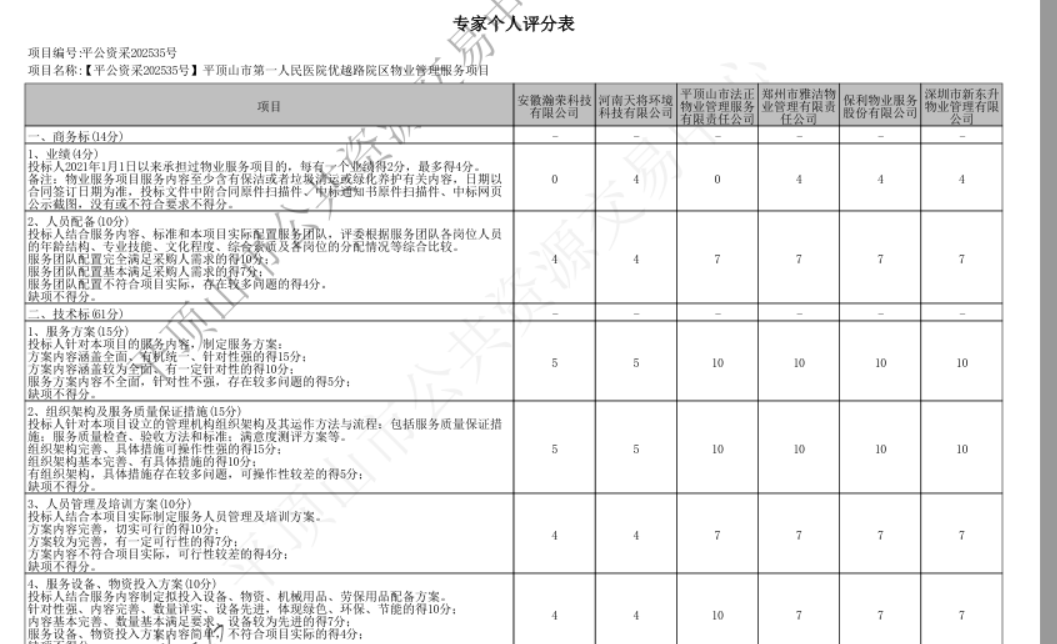 专家个人评分表
项目编号:平公资采202535号
项目名称:【平公资采202535号】平顶山市第一人民医院优越路院区物业管理服务项目
项目
安徽瀚荣科技有限公司
河南天将环境科技有限公司
平顶山市法正物业管理服务有限责任公司
郑州市雅洁物业管理有限责任公司
保利物业服务股份有限公司
深圳市新东升物业管理有限公司
一、商务标(14分) – – – – – –
1、业绩(4分)
投标人2021年1月1日以来承担过物业服务项目的,每有一个业绩得2分,最多得4分。
备注:物业服务项目服务内容至少含有保洁或者垃圾清运或绿化养护有关内容,日期以
合同签订日期为准,投标文件中附合同原件扫描件、中标通知书原件扫描件、中标网页
公示截图,没有或不符合要求不得分。
0 4 0 4 4 4
2、人员配备(10分)
投标人结合服务内容、标准和本项目实际配置服务团队,评委根据服务团队各岗位人员
的年龄结构、专业技能、文化程度、综合素质及各岗位的分配情况等综合比较。
服务团队配置完全满足采购人需求的得10分;
服务团队配置基本满足采购人需求的得7分;
服务团队配置不符合项目实际,存在较多问题的得4分。
缺项不得分。
4 4 7 7 7 7
二、技术标(61分) – – – – – –
1、服务方案(15分)
投标人针对本项目的服务内容,制定服务方案:
方案内容涵盖全面、有机统一、针对性强的得15分;
方案内容涵盖较为全面、有一定针对性的得10分;
服务方案内容不全面,针对性不强,存在较多问题的得5分;
缺项不得分。
5 5 10 10 10 10
2、组织架构及服务质量保证措施(15分)
投标人针对本项目设立的管理机构组织架构及其运作方法与流程;包括服务质量保证措
施;服务质量检查、验收方法和标准;满意度测评方案等。
组织架构完善、具体措施可操作性强的得15分;
组织架构基本完善、有具体措施的得10分;
有组织架构,具体措施存在较多问题,可操作性较差的得5分;
缺项不得分。
5 5 10 10 10 10
3、人员管理及培训方案(10分)
投标人结合本项目实际制定服务人员管理及培训方案。
方案内容完善,切实可行的得10分;
方案较为完善,有一定可行性的得7分;
方案内容不符合项目实际,可行性较差的得4分;
缺项不得分。
4 4 7 7 7 7
4、服务设备、物资投入方案(10分)
投标人结合服务内容制定拟投入设备、物资、机械用品、劳保用品配备方案。
针对性强、内容完善、数量详实、设备先进,体现绿色、环保、节能的得10分;
内容基本完善、数量基本满足要求、设备较为先进的得7分;
服务设备、物资投入方案内容简单,不符合项目实际的得4分;
4 4 10 7 7 7
平顶山市公共资源交易中心
平顶山市公共资源交易中心